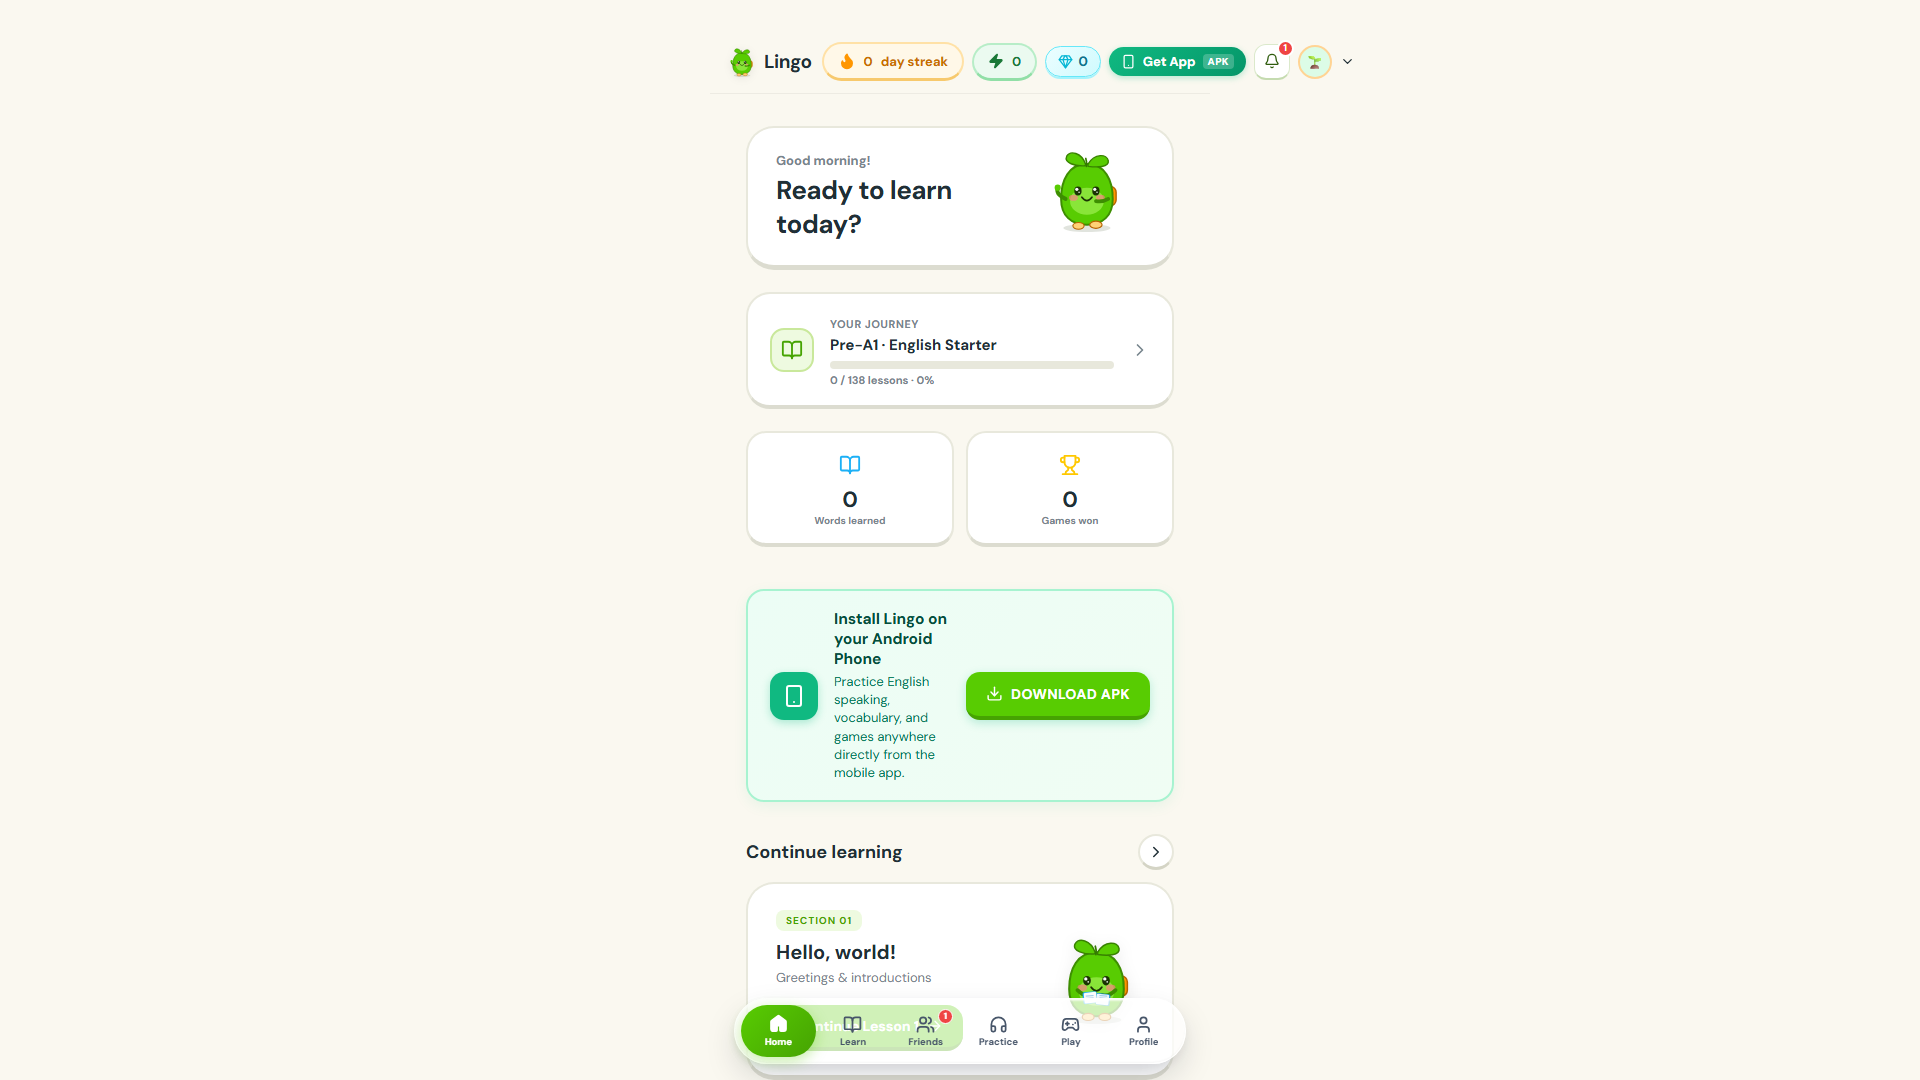 Lingo
0 day streak
0
0
Get App APK
1
Good morning!
Ready to learn
today?
YOUR JOURNEY
Pre-A1 · English Starter
0 / 138 lessons · 0%
0
Words learned
0
Games won
Install Lingo on
your Android
Phone
Practice English
speaking,
vocabulary, and
games anywhere
directly from the
mobile app.
DOWNLOAD APK
Continue learning
SECTION 01
Hello, world!
Greetings & introductions
Lesson
1
Home
Learn
Friends
Practice
Play
Profile